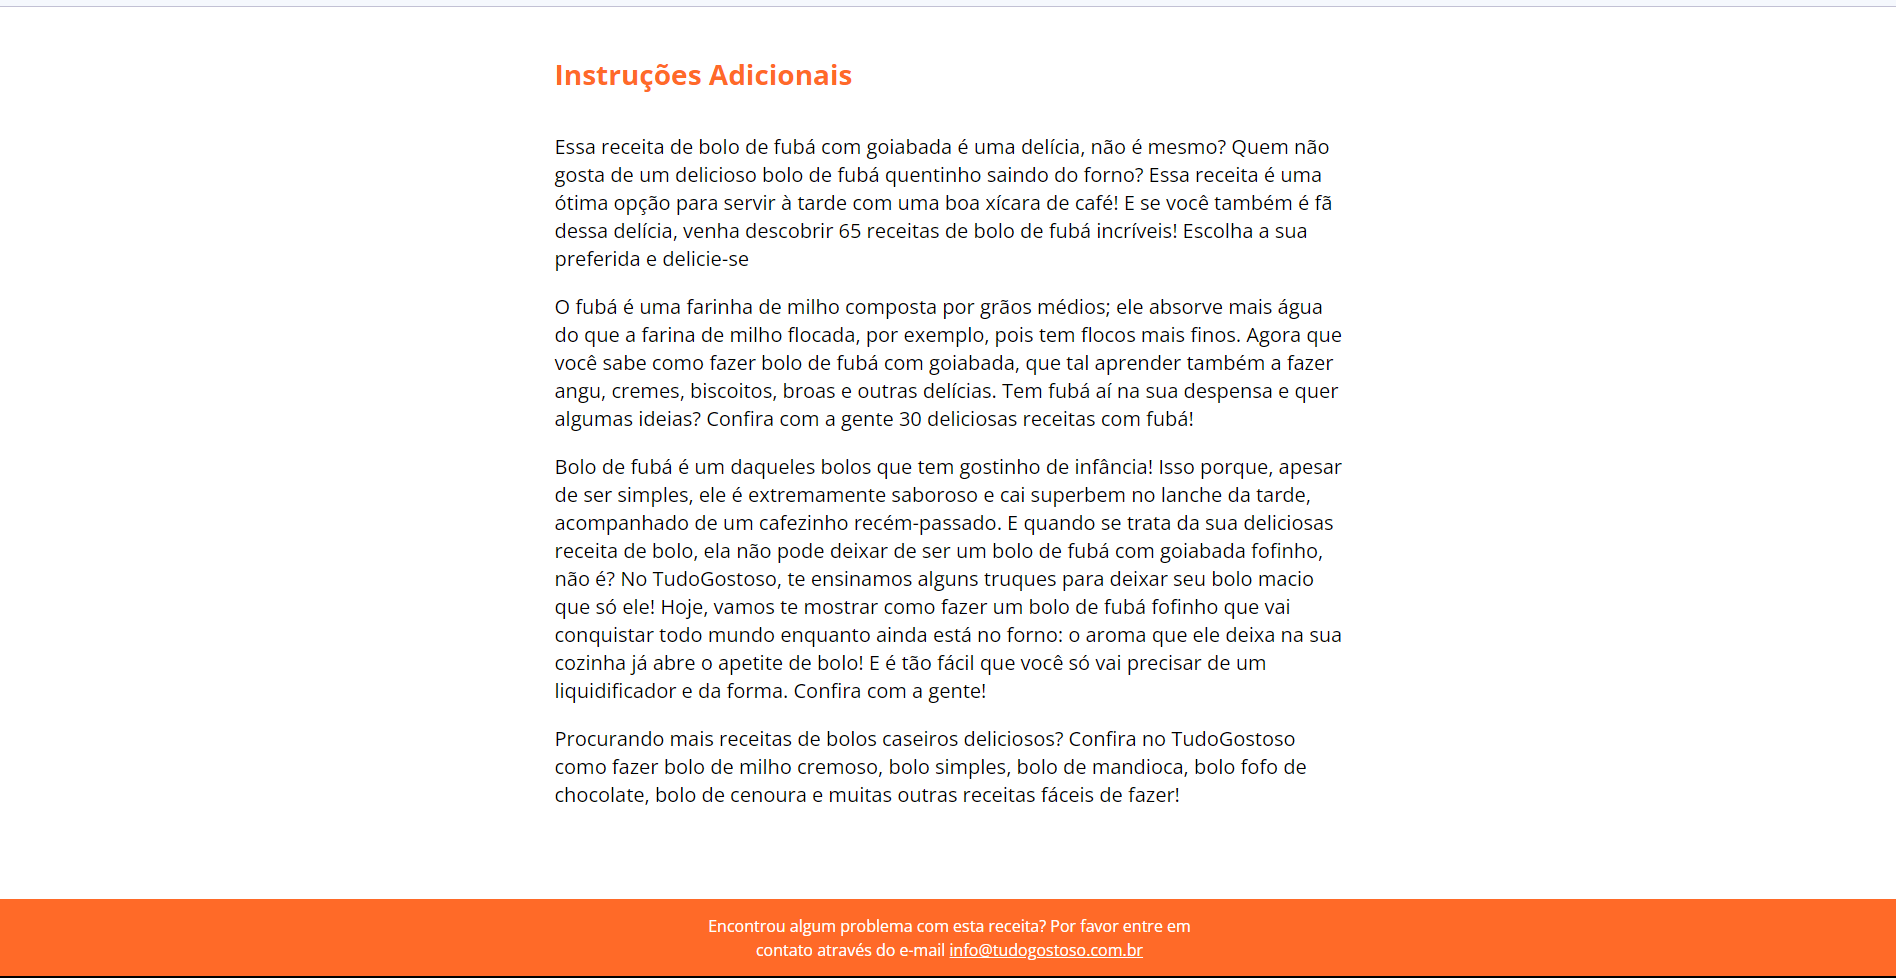 Instruções Adicionais
Essa receita de bolo de fubá com goiabada é uma delícia, não é mesmo? Quem não
gosta de um delicioso bolo de fubá quentinho saindo do forno? Essa receita é uma
ótima opção para servir à tarde com uma boa xícara de café! E se você também é fã
dessa delícia, venha descobrir 65 receitas de bolo de fubá incríveis! Escolha a sua
preferida e delicie-se
O fubá é uma farinha de milho composta por grãos médios; ele absorve mais água
do que a farina de milho flocada, por exemplo, pois tem flocos mais finos. Agora que
você sabe como fazer bolo de fubá com goiabada, que tal aprender também a fazer
angu, cremes, biscoitos, broas e outras delícias. Tem fubá aí na sua despensa e quer
algumas ideias? Confira com a gente 30 deliciosas receitas com fubá!
Bolo de fubá é um daqueles bolos que tem gostinho de infância! Isso porque, apesar
de ser simples, ele é extremamente saboroso e cai superbem no lanche da tarde,
acompanhado de um cafezinho recém-passado. E quando se trata da sua deliciosas
receita de bolo, ela não pode deixar de ser um bolo de fubá com goiabada fofinho,
não é? No TudoGostoso, te ensinamos alguns truques para deixar seu bolo macio
que só ele! Hoje, vamos te mostrar como fazer um bolo de fubá fofinho que vai
conquistar todo mundo enquanto ainda está no forno: o aroma que ele deixa na sua
cozinha já abre o apetite de bolo! E é tão fácil que você só vai precisar de um
liquidificador e da forma. Confira com a gente!
Procurando mais receitas de bolos caseiros deliciosos? Confira no TudoGostoso
como fazer bolo de milho cremoso, bolo simples, bolo de mandioca, bolo fofo de
chocolate, bolo de cenoura e muitas outras receitas fáceis de fazer!
Encontrou algum problema com esta receita? Por favor entre em
contato através do e-mail info@tudogostoso.com.br